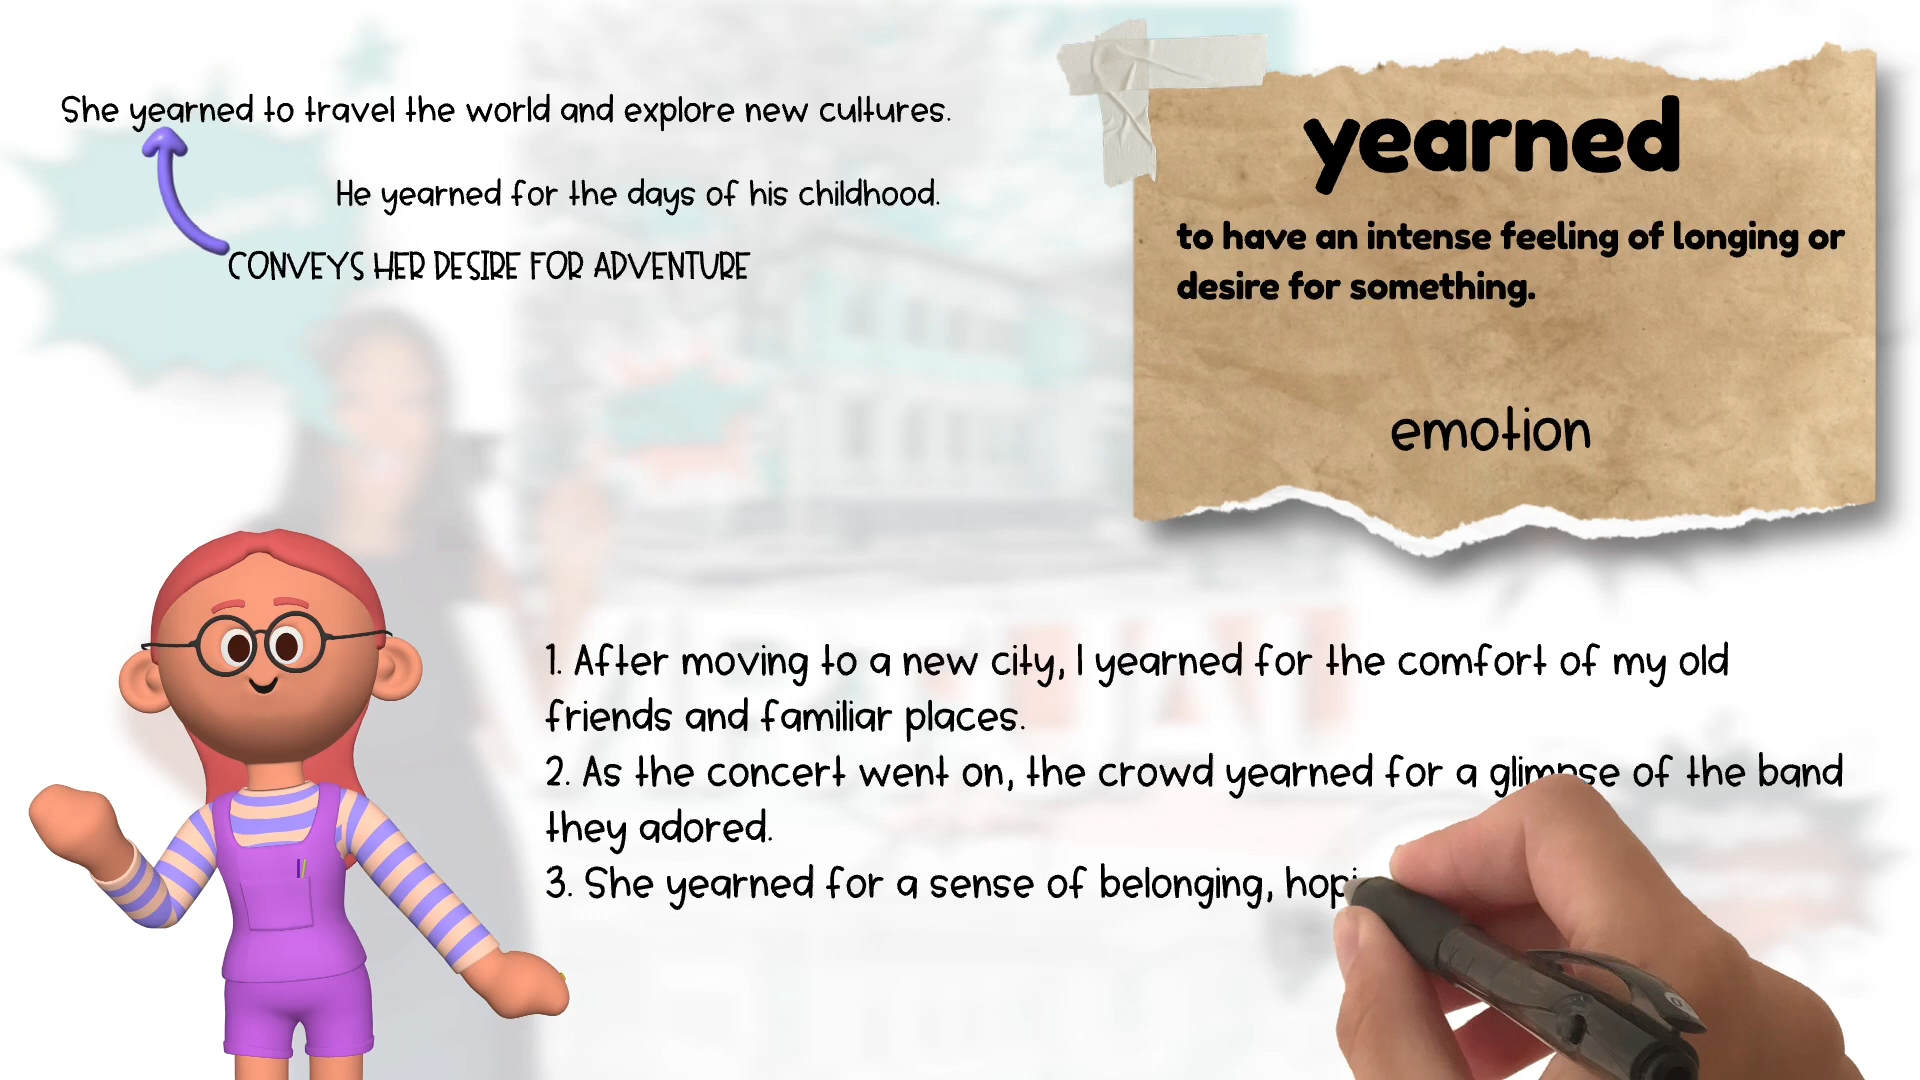 She yearned to travel the world and explore new cultures.
He yearned for the days of his childhood.
CONVEYS HER DESIRE FOR ADVENTURE
yearned
to have an intense feeling of longing or
desire for something.
emotion
1. After moving to a new city, I yearned for the comfort of my old
friends and familiar places.
2. As the concert went on, the crowd yearned for a glimpse of the band
they adored.
3. She yearned for a sense of belonging,